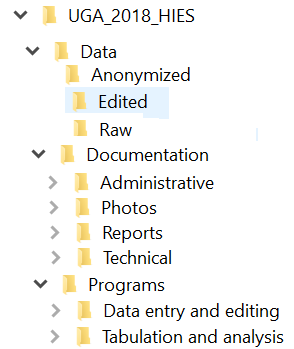 UGA_2018_HIES
Data
Anonymized
Edited
Raw
Documentation
Administrative
Photos
Reports
Technical
Programs
Data entry and editing
Tabulation and analysis